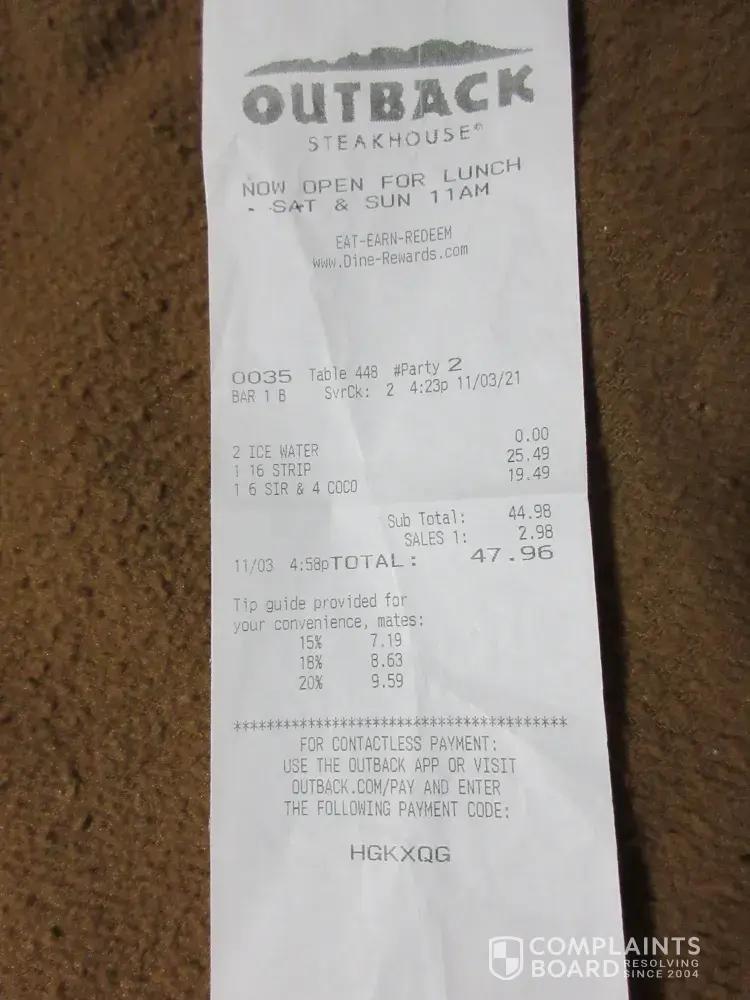 OUTBACK
STEAKHOUSE®
NOW OPEN FOR LUNCH
- SAT & SUN 11AM
EAT-EARN-REDEEM
www.Dine-Rewards.com
0035 Table 448 #Party 2
BAR 1 B SvrCk: 2 4:23p 11/03/21
2 ICE WATER 0.00
1 16 STRIP 25.49
1 6 SIR & 4 COCO 19.49
Sub Total: 44.98
SALES 1: 2.98
11/03 4:58pTOTAL: 47.96
Tip guide provided for
your convenience, mates:
15% 7.19
18% 8.63
20% 9.59
****************************************
FOR CONTACTLESS PAYMENT:
USE THE OUTBACK APP OR VISIT
OUTBACK.COM/PAY AND ENTER
THE FOLLOWING PAYMENT CODE:
HGKXQG
COMPLAINTS
BOARD RESOLVING
SINCE 2004